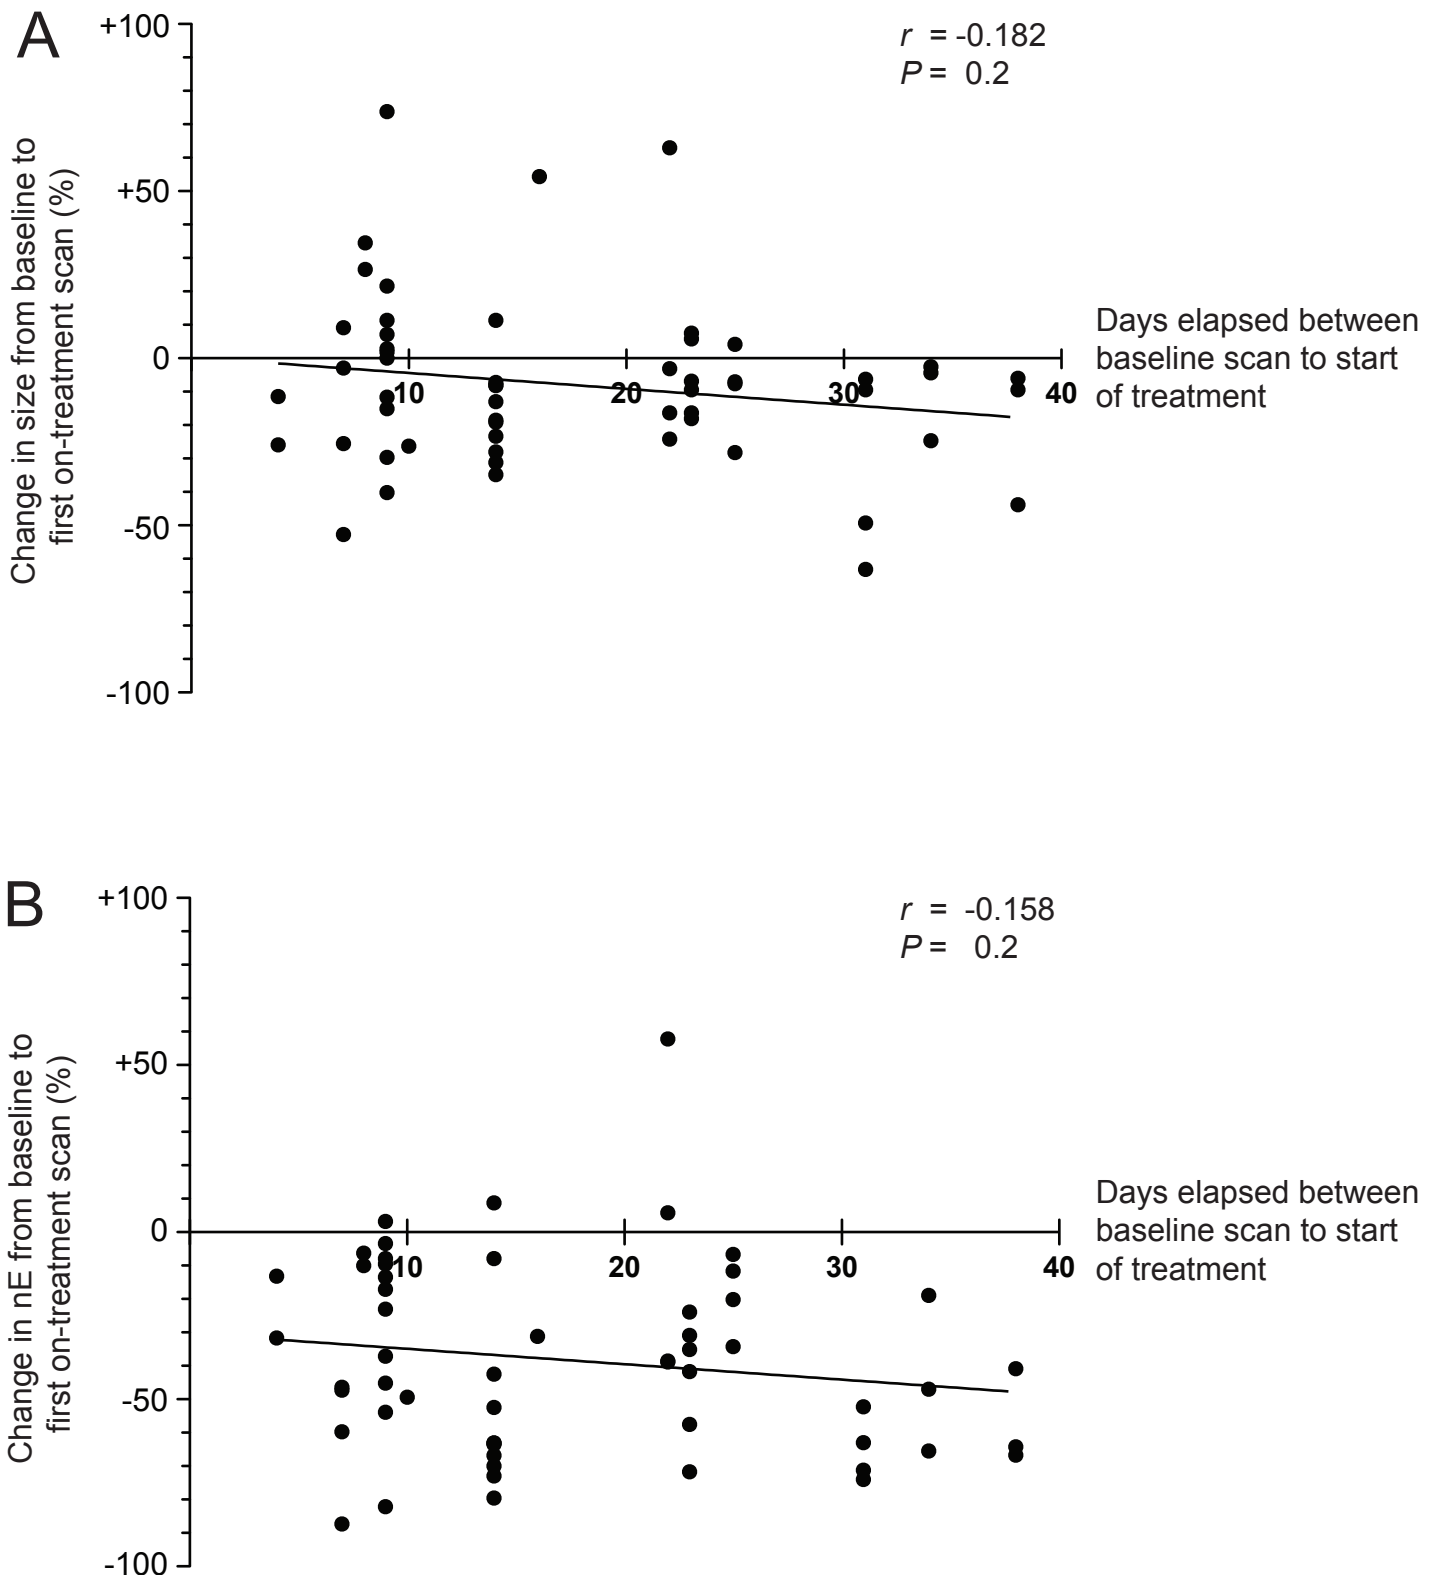 A
+100
+50
0
-50
-100
Change in size from baseline to
first on-treatment scan (%)
r = -0.182
P = 0.2
10
20
30
40
Days elapsed between
baseline scan to start
of treatment
B
+100
+50
0
-50
-100
Change in nE from baseline to
first on-treatment scan (%)
r = -0.158
P = 0.2
10
20
30
40
Days elapsed between
baseline scan to start
of treatment